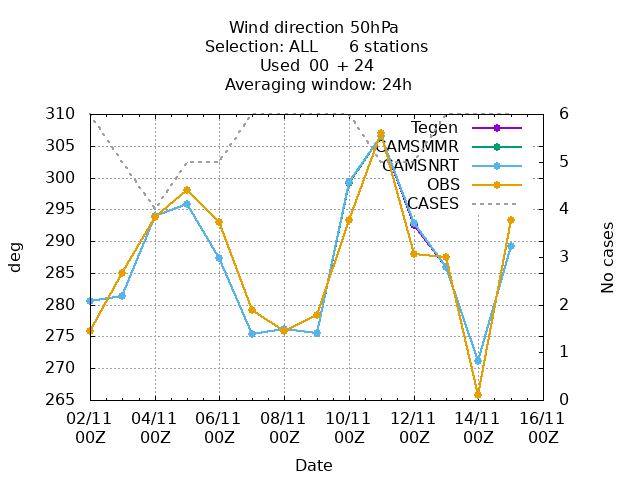 Wind direction 50hPa
Selection: ALL 6 stations
Used 00 + 24
Averaging window: 24h
310
305
300
295
290
285
280
275
270
265
deg
6
5
4
3
2
1
0
No cases
Tegen
CAMSMMR
CAMSNRT
OBS
CASES
02/11 04/11 06/11 08/11 10/11 12/11 14/11 16/11
00Z 00Z 00Z 00Z 00Z 00Z 00Z 00Z
Date